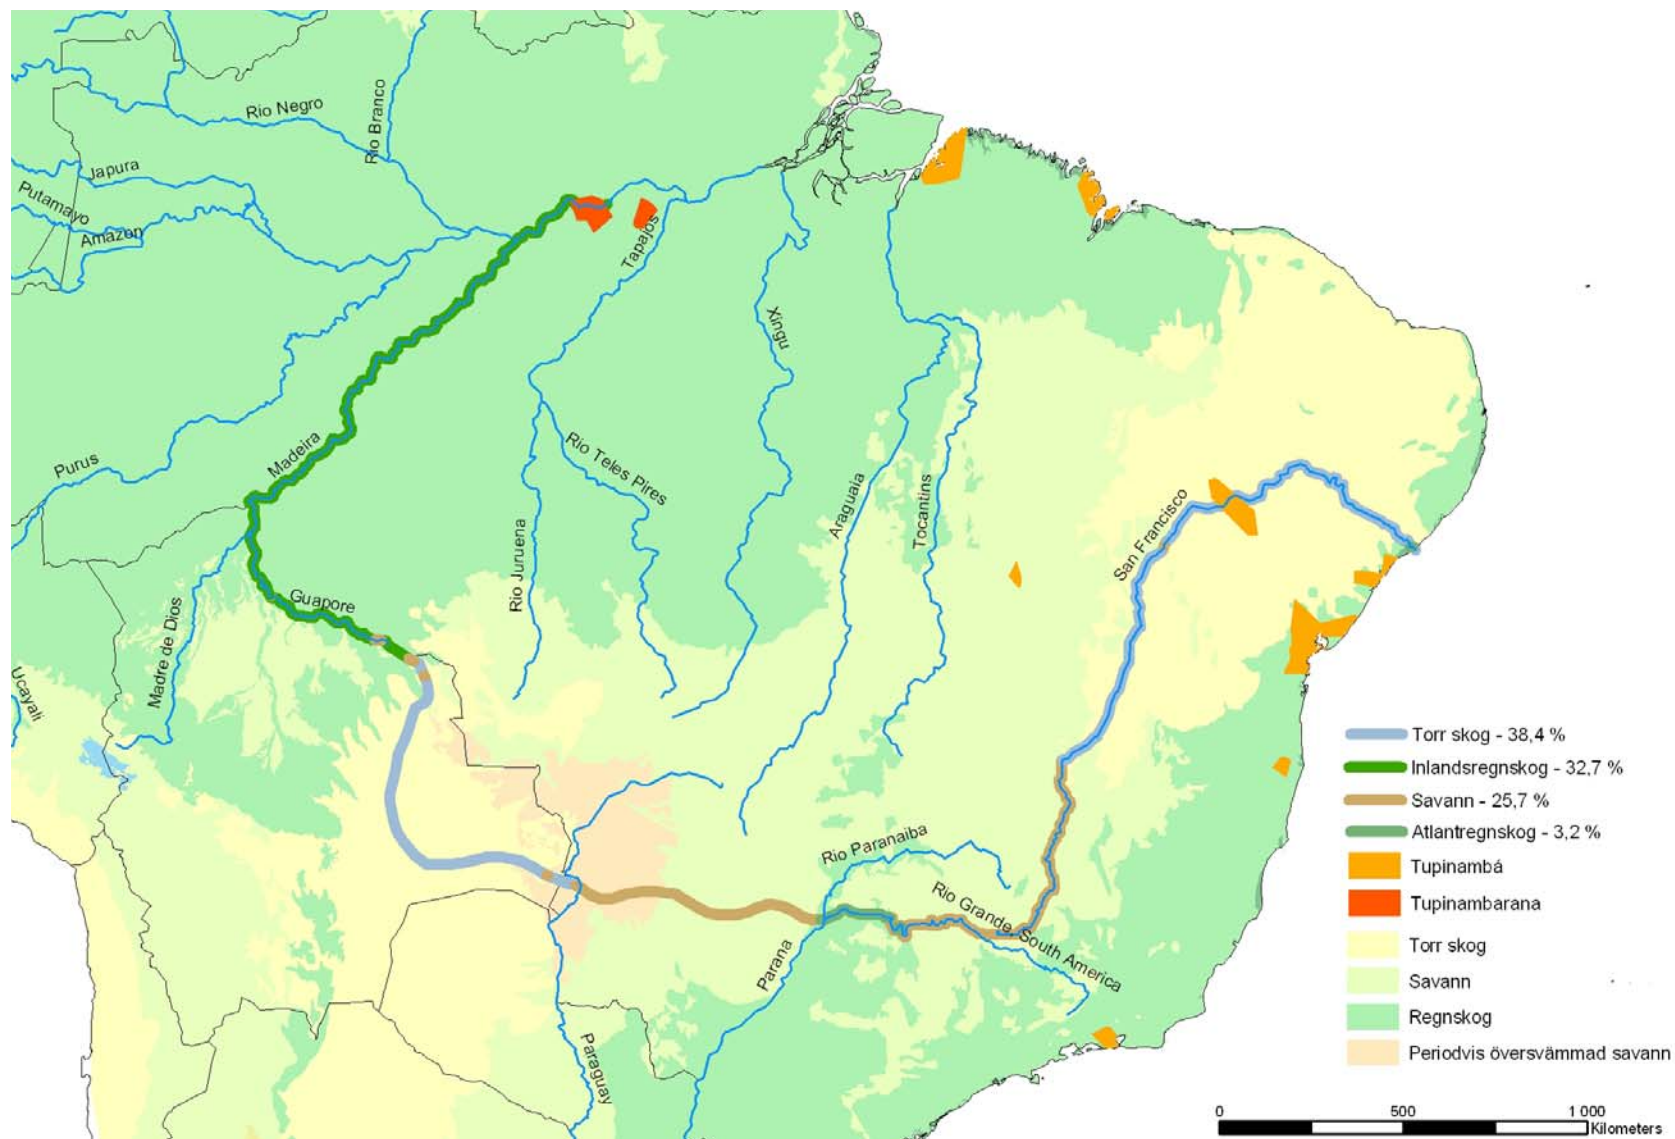 Rio Negro
Rio Branco
Japura
Putamayo
Amazon
Tapajos
Xingu
Purus
Madeira
Rio Teles Pires
Araguaia
Tocantins
San Francisco
Rio Juruena
Guapore
Madre de Dios
Ucayali
Rio Paranaiba
Rio Grande, South America
Parana
Paraguay
Torr skog - 38,4 %
Inlandsregnskog - 32,7 %
Savann - 25,7 %
Atlantregnskog - 3,2 %
Tupinambá
Tupinambarana
Torr skog
Savann
Regnskog
Periodvis översvämmad savann
0 500 1 000
Kilometers